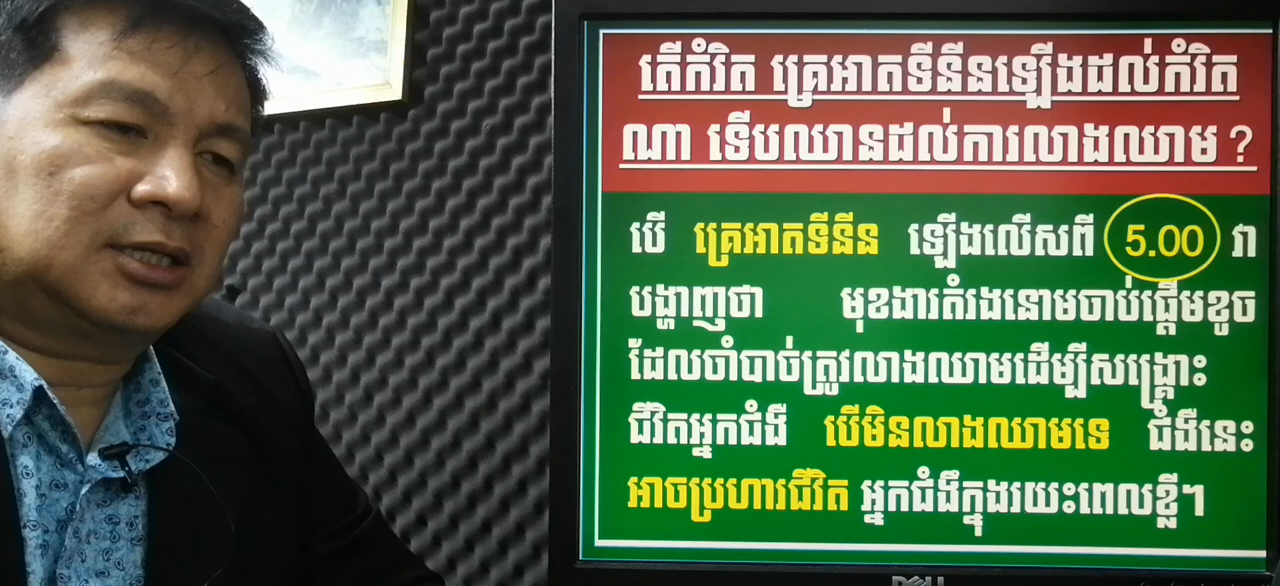 តើកំរិត គ្រេអាតទីនីនឡើងដល់កំរិត
ណា ទើបឈានដល់ការលាងឈាម ?
បើ គ្រេអាតទីនីន ឡើងលើសពី 5.00 វា
បង្ហាញថា មុខងារតំរងនោមចាប់ផ្ដើមខូច
ដែលចាំបាច់ត្រូវលាងឈាមដើម្បីសង្គ្រោះ
ជីវិតអ្នកជំងឺ បើមិនលាងឈាមទេ ជំងឺនេះ
អាចប្រហារជីវិត អ្នកជំងឺក្នុងរយះពេលខ្លីៗ
DELL